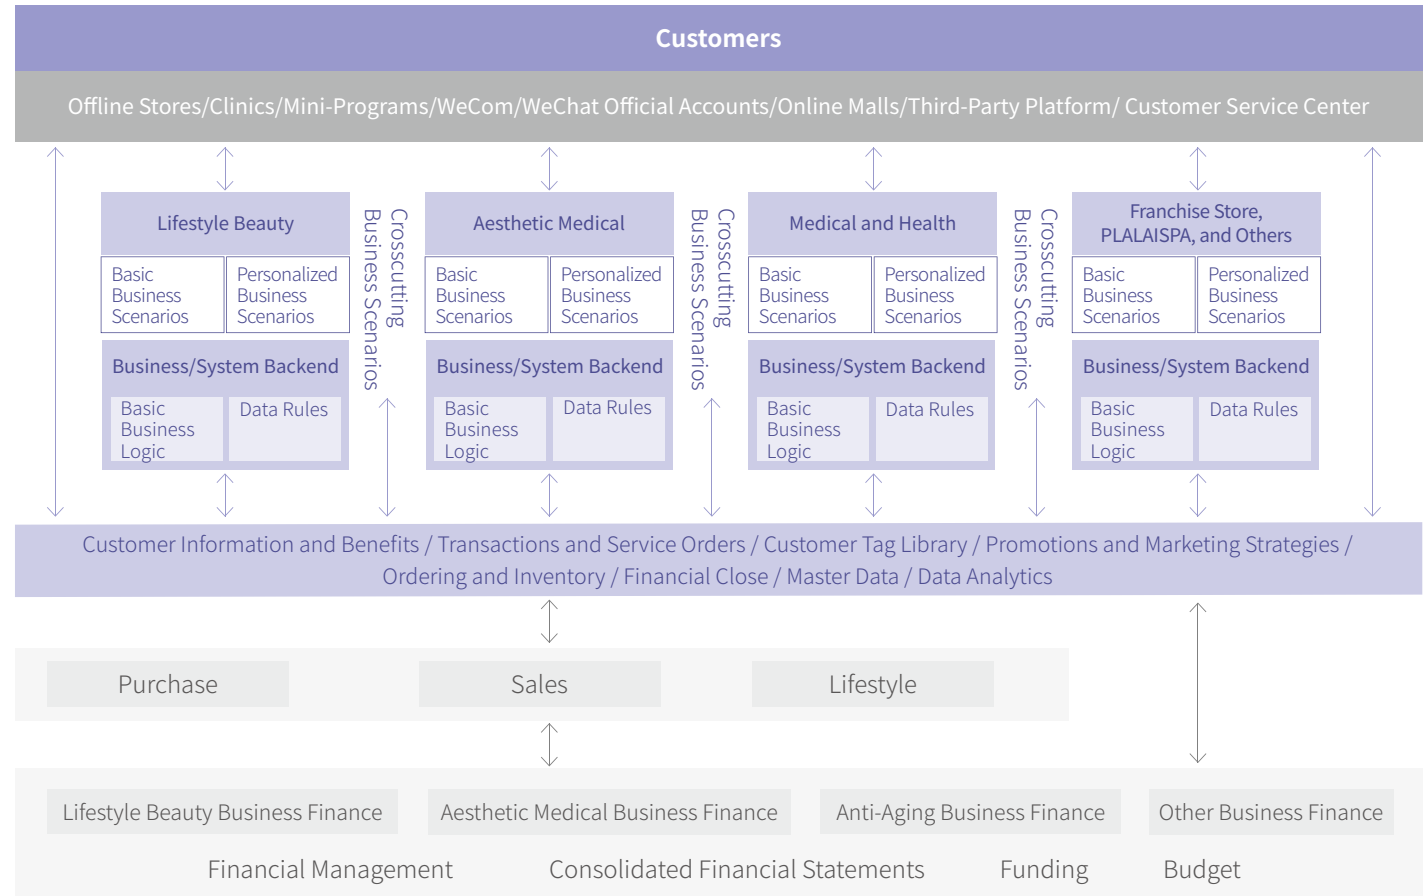 Customers
Offline Stores/Clinics/Mini-Programs/WeCom/WeChat Official Accounts/Online Malls/Third-Party Platform/ Customer Service Center
Lifestyle Beauty
Basic
Business
Scenarios
Personalized
Business
Scenarios
Business/System Backend
Basic
Business
Logic
Data Rules
Crosscutting
Business Scenarios
Aesthetic Medical
Basic
Business
Scenarios
Personalized
Business
Scenarios
Business/System Backend
Basic
Business
Logic
Data Rules
Crosscutting
Business Scenarios
Medical and Health
Basic
Business
Scenarios
Personalized
Business
Scenarios
Business/System Backend
Basic
Business
Logic
Data Rules
Crosscutting
Business Scenarios
Franchise Store,
PLALAISPA, and Others
Basic
Business
Scenarios
Personalized
Business
Scenarios
Business/System Backend
Basic
Business
Logic
Data Rules
Customer Information and Benefits / Transactions and Service Orders / Customer Tag Library / Promotions and Marketing Strategies /
Ordering and Inventory / Financial Close / Master Data / Data Analytics
Purchase
Sales
Lifestyle
Lifestyle Beauty Business Finance
Aesthetic Medical Business Finance
Anti-Aging Business Finance
Other Business Finance
Financial Management
Consolidated Financial Statements
Funding
Budget